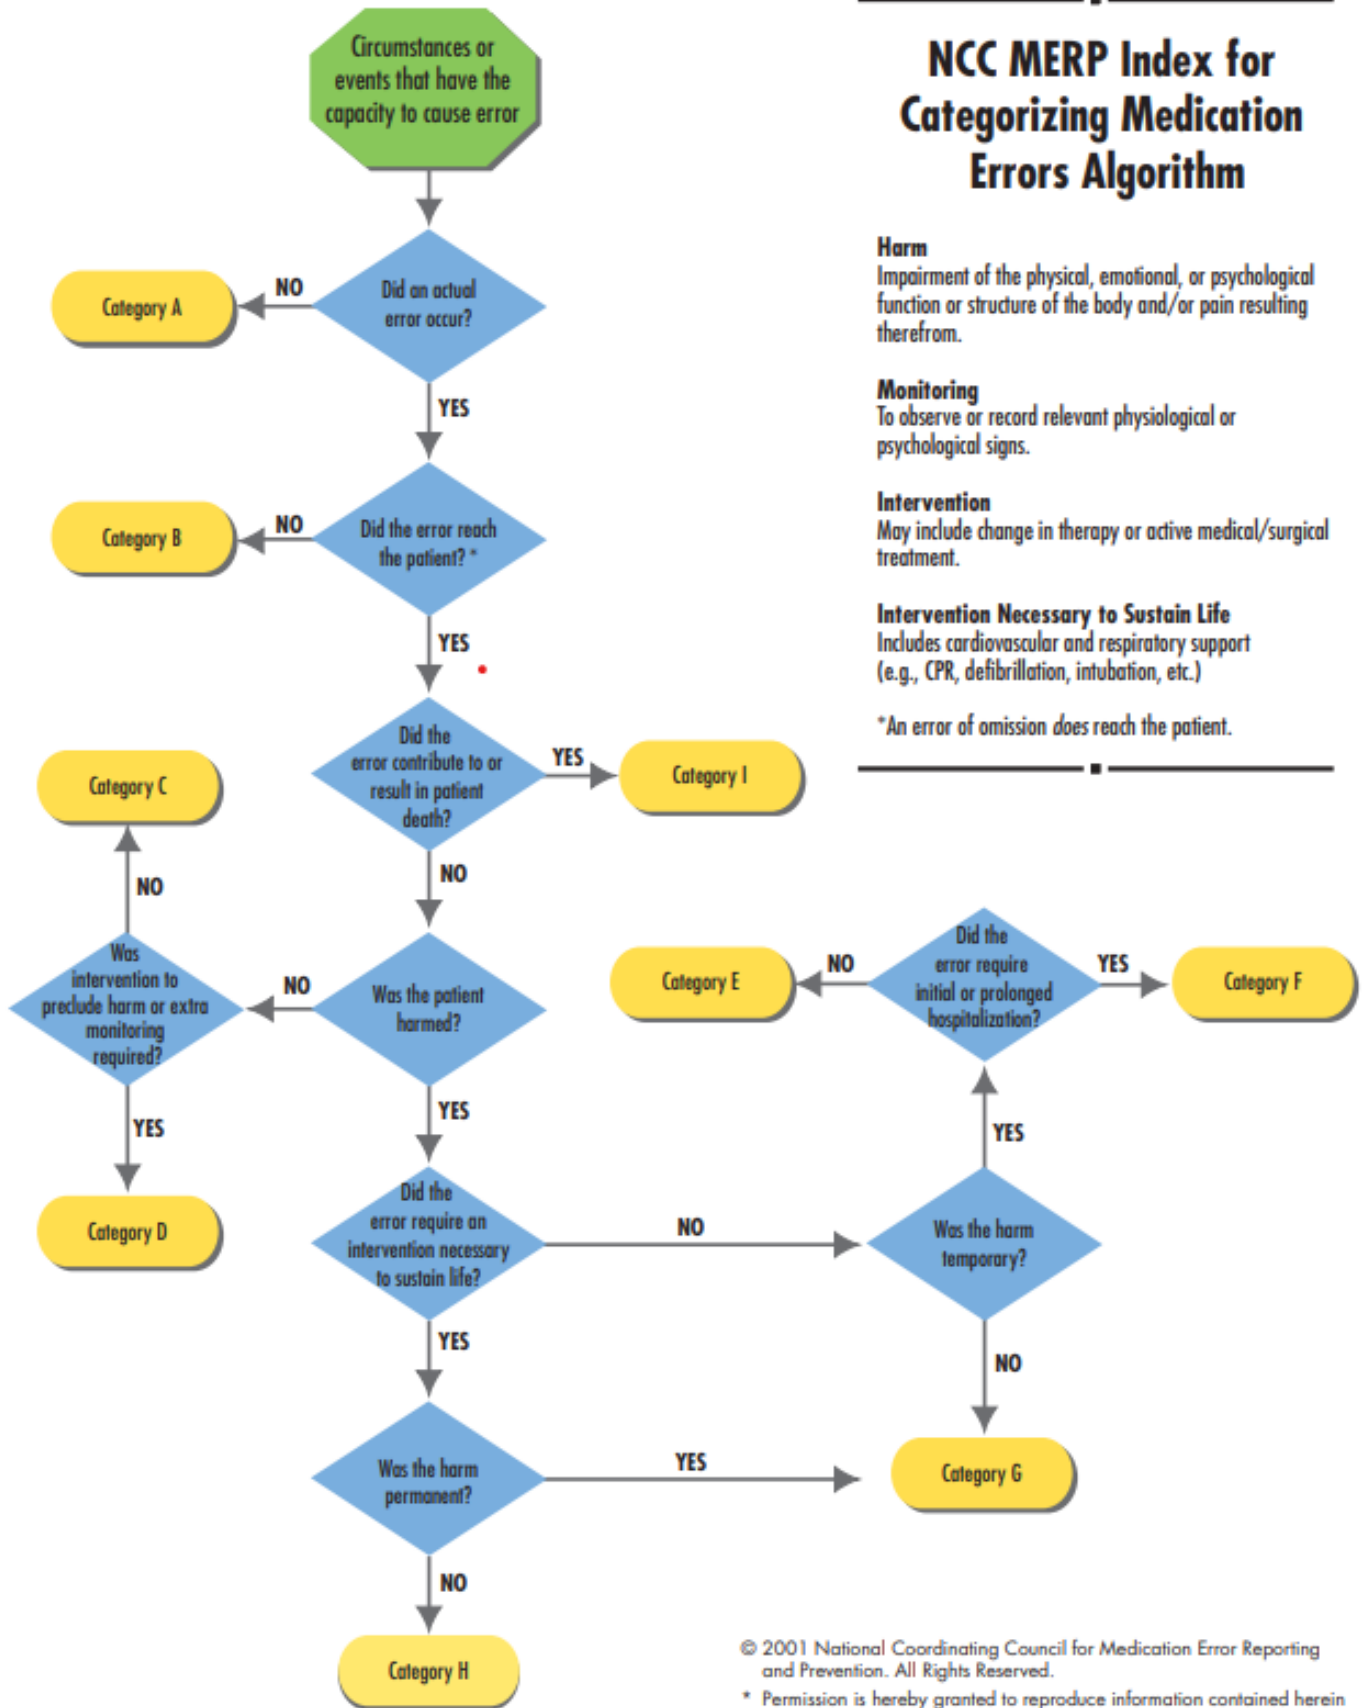 Circumstances or
events that have the
capacity to cause error
NCC MERP Index for
Categorizing Medication
Errors Algorithm
Harm
Impairment of the physical, emotional, or psychological
function or structure of the body and/or pain resulting
therefrom.
Monitoring
To observe or record relevant physiological or
psychological signs.
Intervention
May include change in therapy or active medical/surgical
treatment.
Intervention Necessary to Sustain Life
Includes cardiovascular and respiratory support
(e.g., CPR, defibrillation, intubation, etc.)
*An error of omission does reach the patient.
Did an actual
error occur?
NO
Category A
YES
Did the error reach
the patient? *
NO
Category B
YES
Did the
error contribute to or
result in patient
death?
YES
Category I
NO
Was the patient
harmed?
NO
Was
intervention to
preclude harm or extra
monitoring
required?
NO
Category C
YES
Category D
YES
Did the
error require an
intervention necessary
to sustain life?
NO
Was the harm
temporary?
YES
Did the
error require
initial or prolonged
hospitalization?
NO
Category E
YES
Category F
NO
Category G
YES
Was the harm
permanent?
YES
NO
Category H
© 2001 National Coordinating Council for Medication Error Reporting
and Prevention. All Rights Reserved.
* Permission is hereby granted to reproduce information contained herein